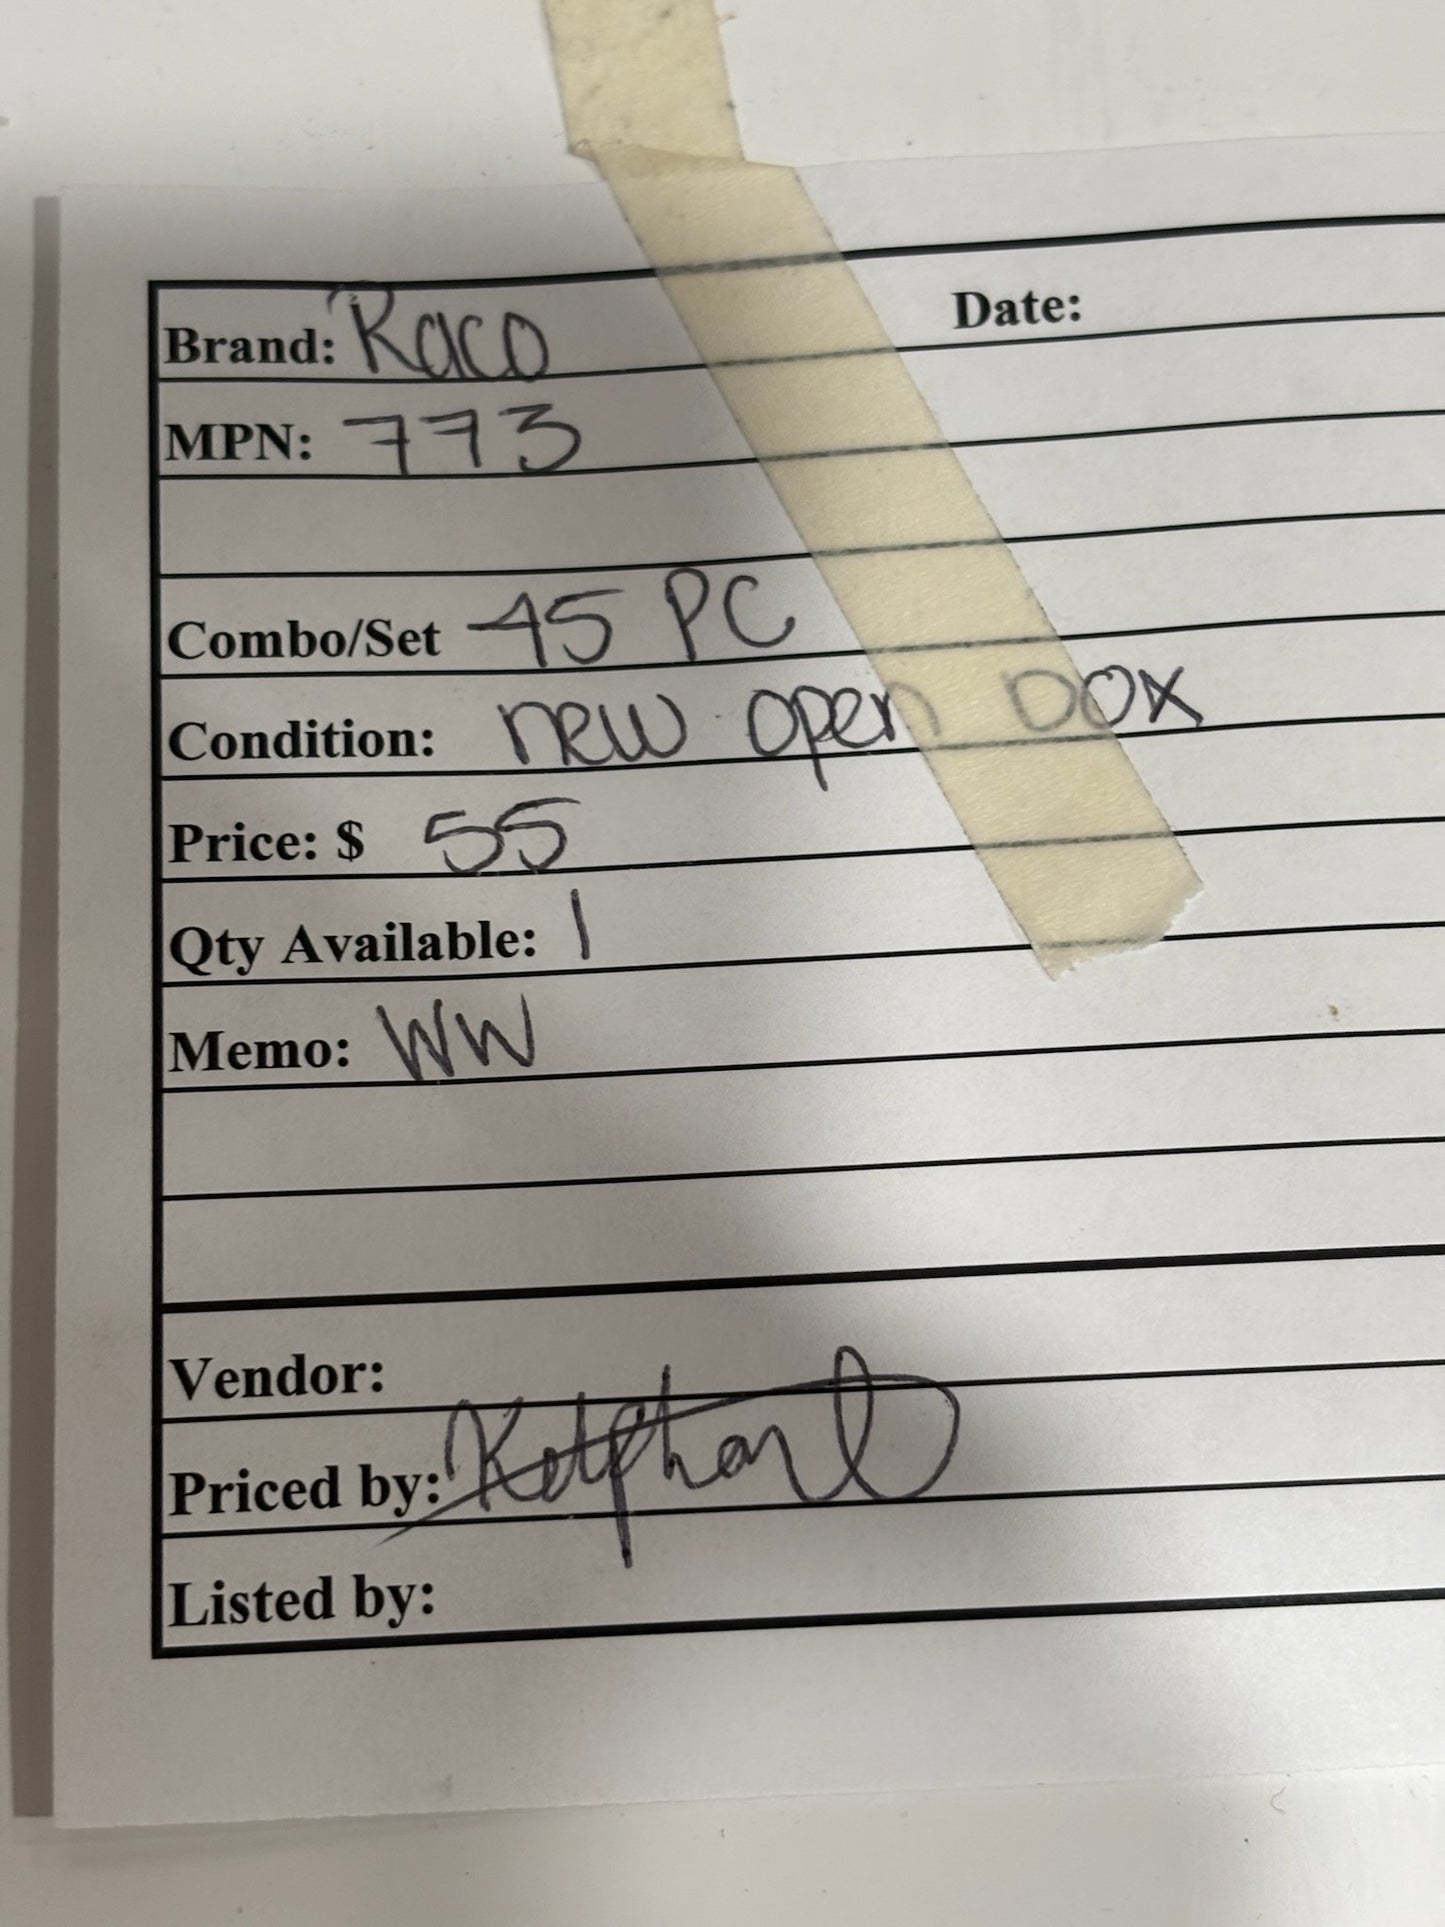 Brand: Raco Date:
MPN: 773
Combo/Set 45 PC
Condition: new open box
Price: $ 55
Qty Available: 1
Memo: WW
Vendor:
Priced by:
Listed by: